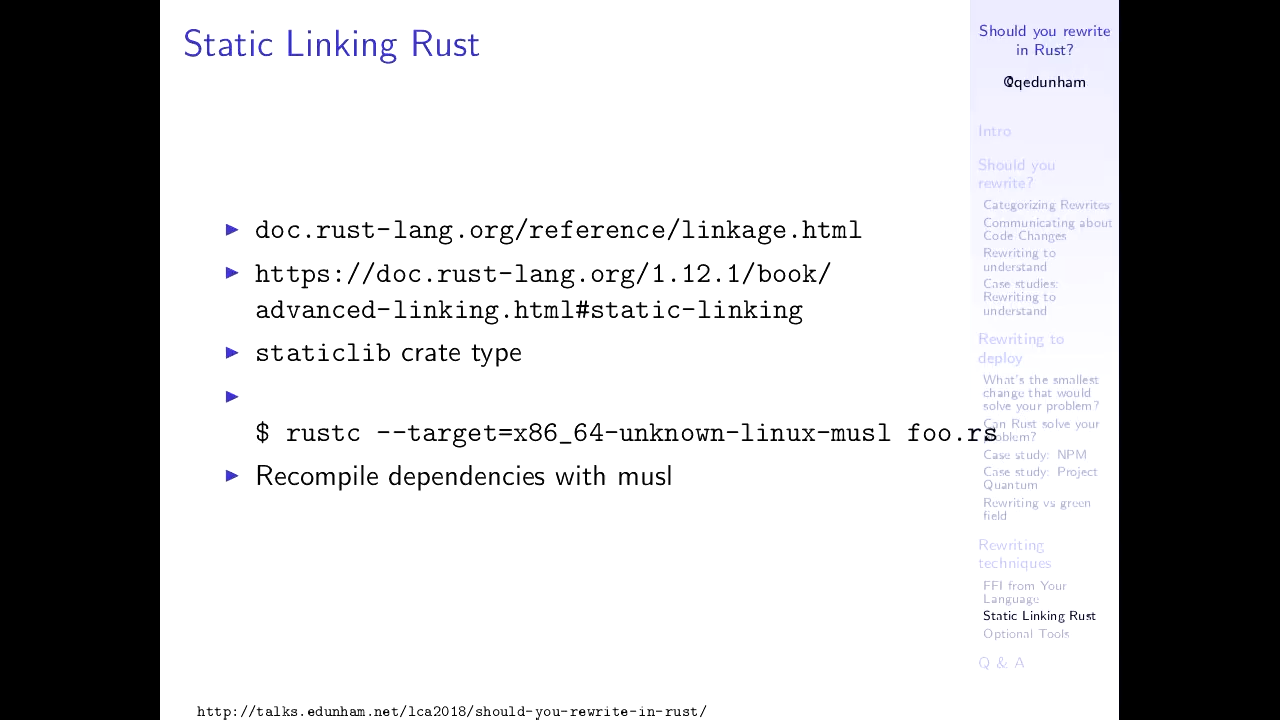 Static Linking Rust
doc.rust-lang.org/reference/linkage.html
https://doc.rust-lang.org/1.12.1/book/
advanced-linking.html#static-linking
staticlib crate type
$ rustc --target=x86_64-unknown-linux-musl foo.rs
Recompile dependencies with musl
http://talks.edunham.net/lca2018/should-you-rewrite-in-rust/
Should you rewrite
in Rust?
@qedunham
Intro
Should you
rewrite?
Categorizing Rewrites
Communicating about
Code Changes
Rewriting to
understand
Case studies:
Rewriting to
understand
Rewriting to
deploy
What's the smallest
change that would
solve your problem?
Can Rust solve your
problem?
Case study: NPM
Case study: Project
Quantum
Rewriting vs green
field
Rewriting
techniques
FFI from Your
Language
Static Linking Rust
Optional Tools
Q & A